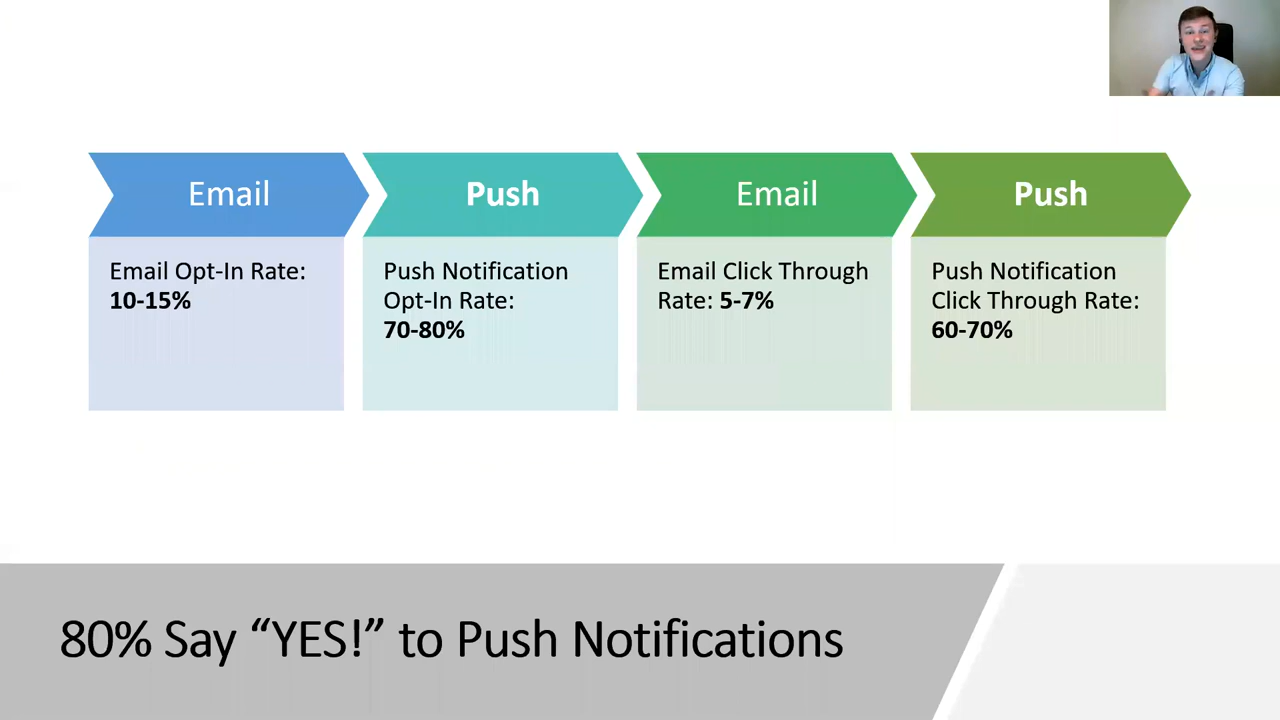 Email
Email Opt-In Rate:
10-15%
Push
Push Notification
Opt-In Rate:
70-80%
Email
Email Click Through
Rate: 5-7%
Push
Push Notification
Click Through Rate:
60-70%
80% Say “YES!” to Push Notifications